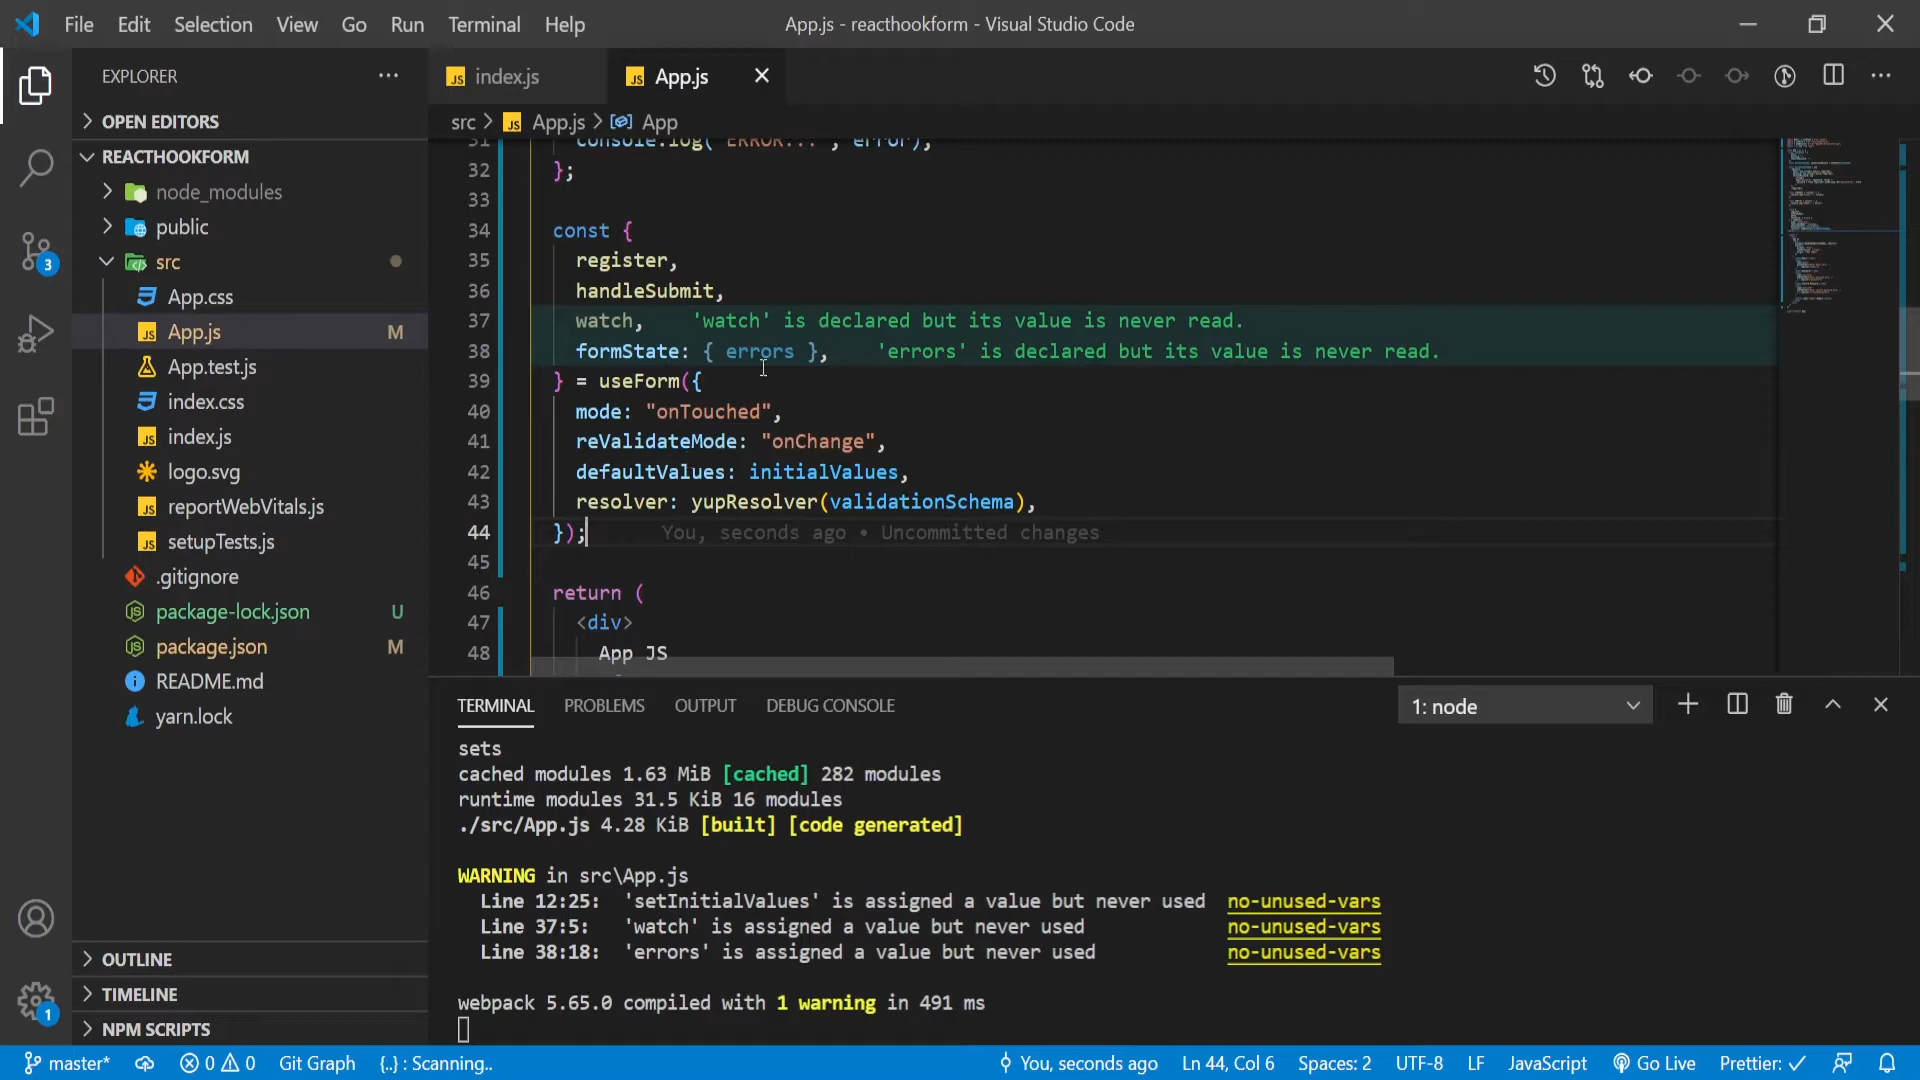 File Edit Selection View Go Run Terminal Help
App.js - reacthookform - Visual Studio Code
EXPLORER
OPEN EDITORS
REACTHOOKFORM
node_modules
public
src
App.css
App.js M
App.test.js
index.css
index.js
logo.svg
reportWebVitals.js
setupTests.js
.gitignore
package-lock.json U
package.json M
README.md
yarn.lock
OUTLINE
TIMELINE
NPM SCRIPTS
3
1
JS index.js
JS App.js
src > JS App.js > App
31 console.log("ERROR...", error);
32 };
33
34 const {
35 register,
36 handleSubmit,
37 watch, 'watch' is declared but its value is never read.
38 formState: { errors }, 'errors' is declared but its value is never read.
39 } = useForm({
40 mode: "onTouched",
41 reValidateMode: "onChange",
42 defaultValues: initialValues,
43 resolver: yupResolver(validationSchema),
44 }); You, seconds ago • Uncommitted changes
45
46 return (
47 <div>
48 App JS
TERMINAL PROBLEMS OUTPUT DEBUG CONSOLE
1: node
sets
cached modules 1.63 MiB [cached] 282 modules
runtime modules 31.5 KiB 16 modules
./src/App.js 4.28 KiB [built] [code generated]
WARNING in src\App.js
Line 12:25: 'setInitialValues' is assigned a value but never used no-unused-vars
Line 37:5: 'watch' is assigned a value but never used no-unused-vars
Line 38:18: 'errors' is assigned a value but never used no-unused-vars
webpack 5.65.0 compiled with 1 warning in 491 ms
master* 0 0 Git Graph {..} : Scanning.. You, seconds ago Ln 44, Col 6 Spaces: 2 UTF-8 LF JavaScript Go Live Prettier: ✓